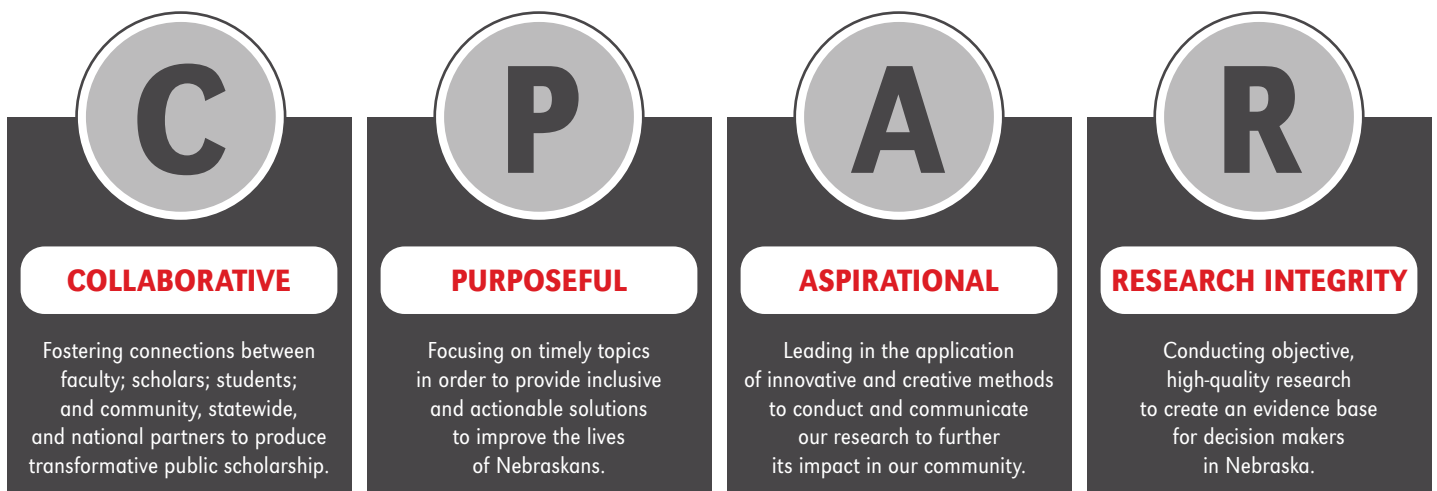 C
COLLABORATIVE
Fostering connections between
faculty; scholars; students;
and community, statewide,
and national partners to produce
transformative public scholarship.
P
PURPOSEFUL
Focusing on timely topics
in order to provide inclusive
and actionable solutions
to improve the lives
of Nebraskans.
A
ASPIRATIONAL
Leading in the application
of innovative and creative methods
to conduct and communicate
our research to further
its impact in our community.
R
RESEARCH INTEGRITY
Conducting objective,
high-quality research
to create an evidence base
for decision makers
in Nebraska.